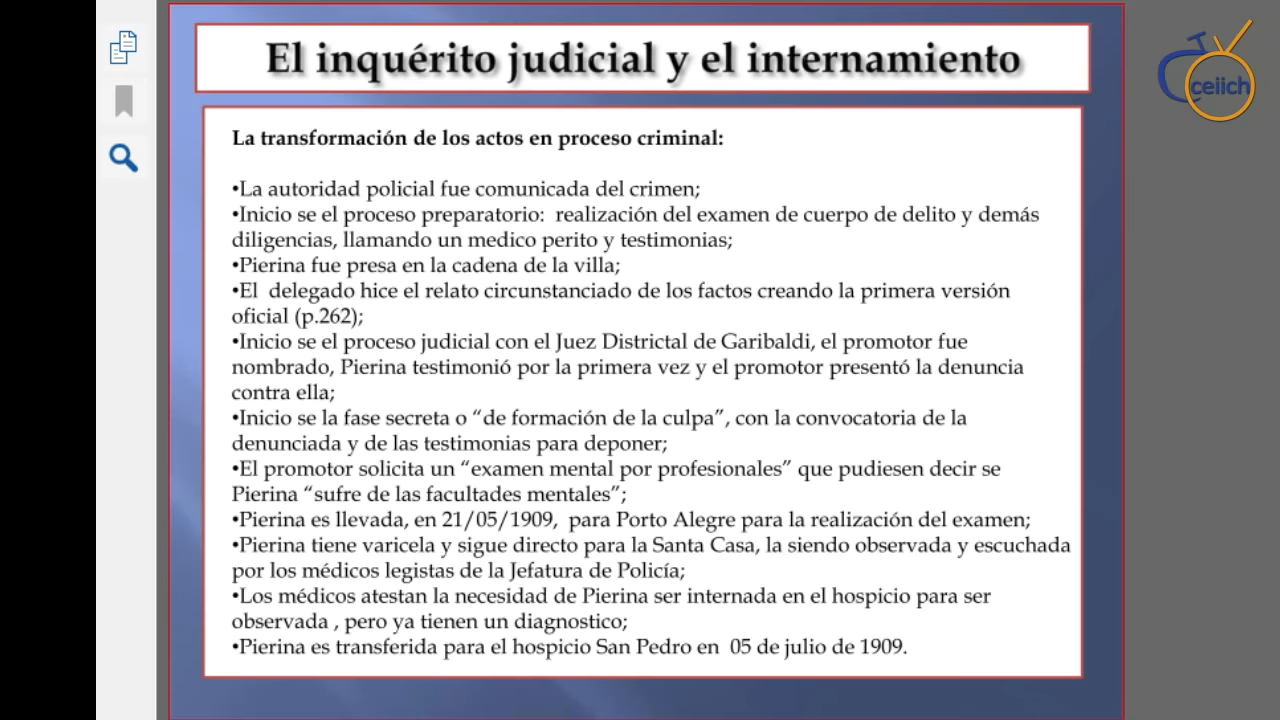 El inquérito judicial y el internamiento
ceiich
La transformación de los actos en proceso criminal:
•La autoridad policial fue comunicada del crimen;
•Inicio se el proceso preparatorio:  realización del examen de cuerpo de delito y demás
diligencias, llamando un medico perito y testimonias;
•Pierina fue presa en la cadena de la villa;
•El  delegado hice el relato circunstanciado de los factos creando la primera versión
oficial (p.262);
•Inicio se el proceso judicial con el Juez Districtal de Garibaldi, el promotor fue
nombrado, Pierina testimonió por la primera vez y el promotor presentó la denuncia
contra ella;
•Inicio se la fase secreta o “de formación de la culpa”, con la convocatoria de la
denunciada y de las testimonias para deponer;
•El promotor solicita un “examen mental por profesionales” que pudiesen decir se
Pierina “sufre de las facultades mentales”;
•Pierina es llevada, en 21/05/1909,  para Porto Alegre para la realización del examen;
•Pierina tiene varicela y sigue directo para la Santa Casa, la siendo observada y escuchada
por los médicos legistas de la Jefatura de Policía;
•Los médicos atestan la necesidad de Pierina ser internada en el hospicio para ser
observada , pero ya tienen un diagnostico;
•Pierina es transferida para el hospicio San Pedro en  05 de julio de 1909.